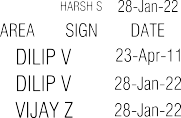 HARSH S 28-Jan-22
AREA SIGN DATE
DILIP V 23-Apr-11
DILIP V 28-Jan-22
VIJAY Z 28-Jan-22